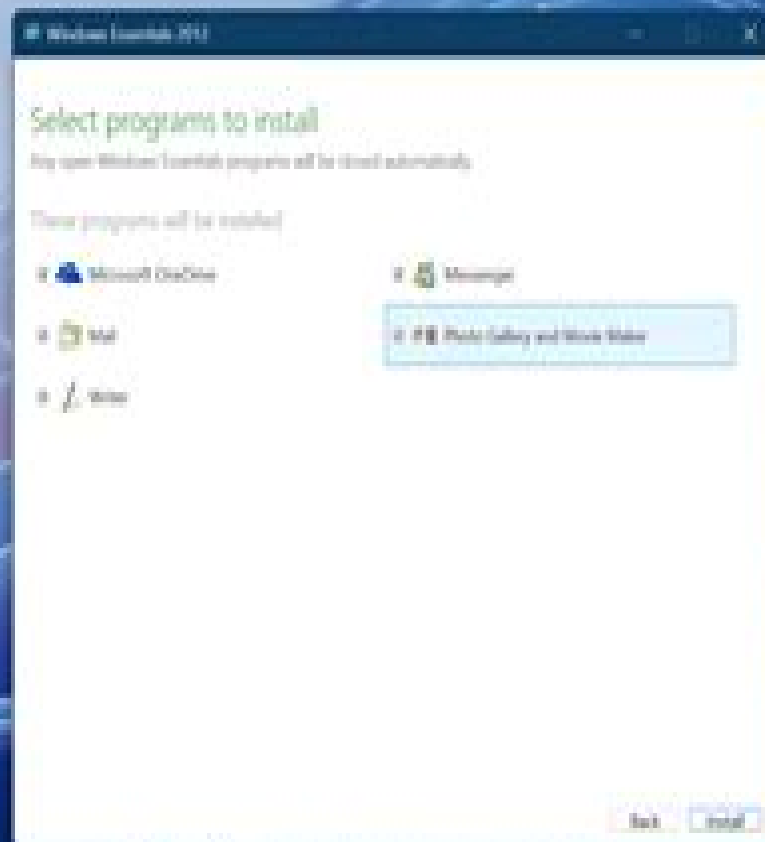 Windows Essentials 2012
Select programs to install
Any open Windows Essentials programs will be closed automatically.
These programs will be installed
Microsoft OneDrive
Messenger
Mail
Photo Gallery and Movie Maker
Writer
Back
Install